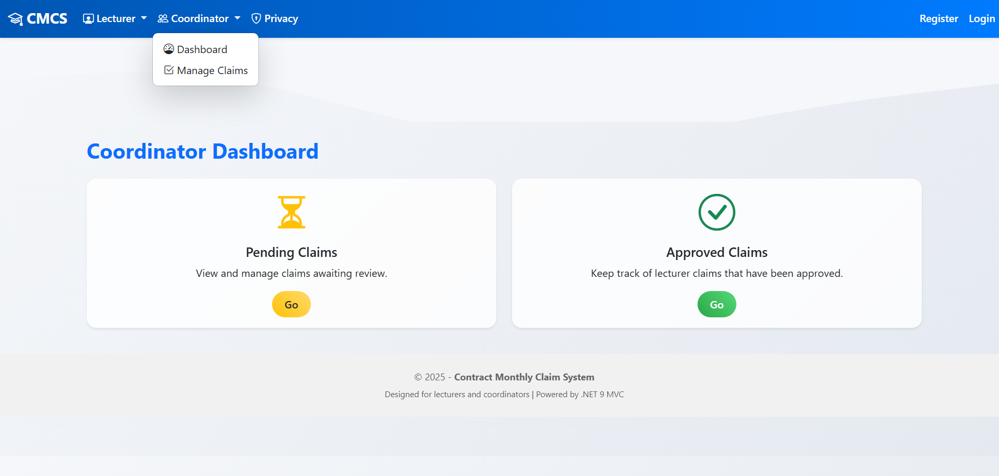 CMCS Lecturer Coordinator Privacy Register Login
Dashboard
Manage Claims
Coordinator Dashboard
Pending Claims
View and manage claims awaiting review.
Go
Approved Claims
Keep track of lecturer claims that have been approved.
Go
© 2025 - Contract Monthly Claim System
Designed for lecturers and coordinators | Powered by .NET 9 MVC